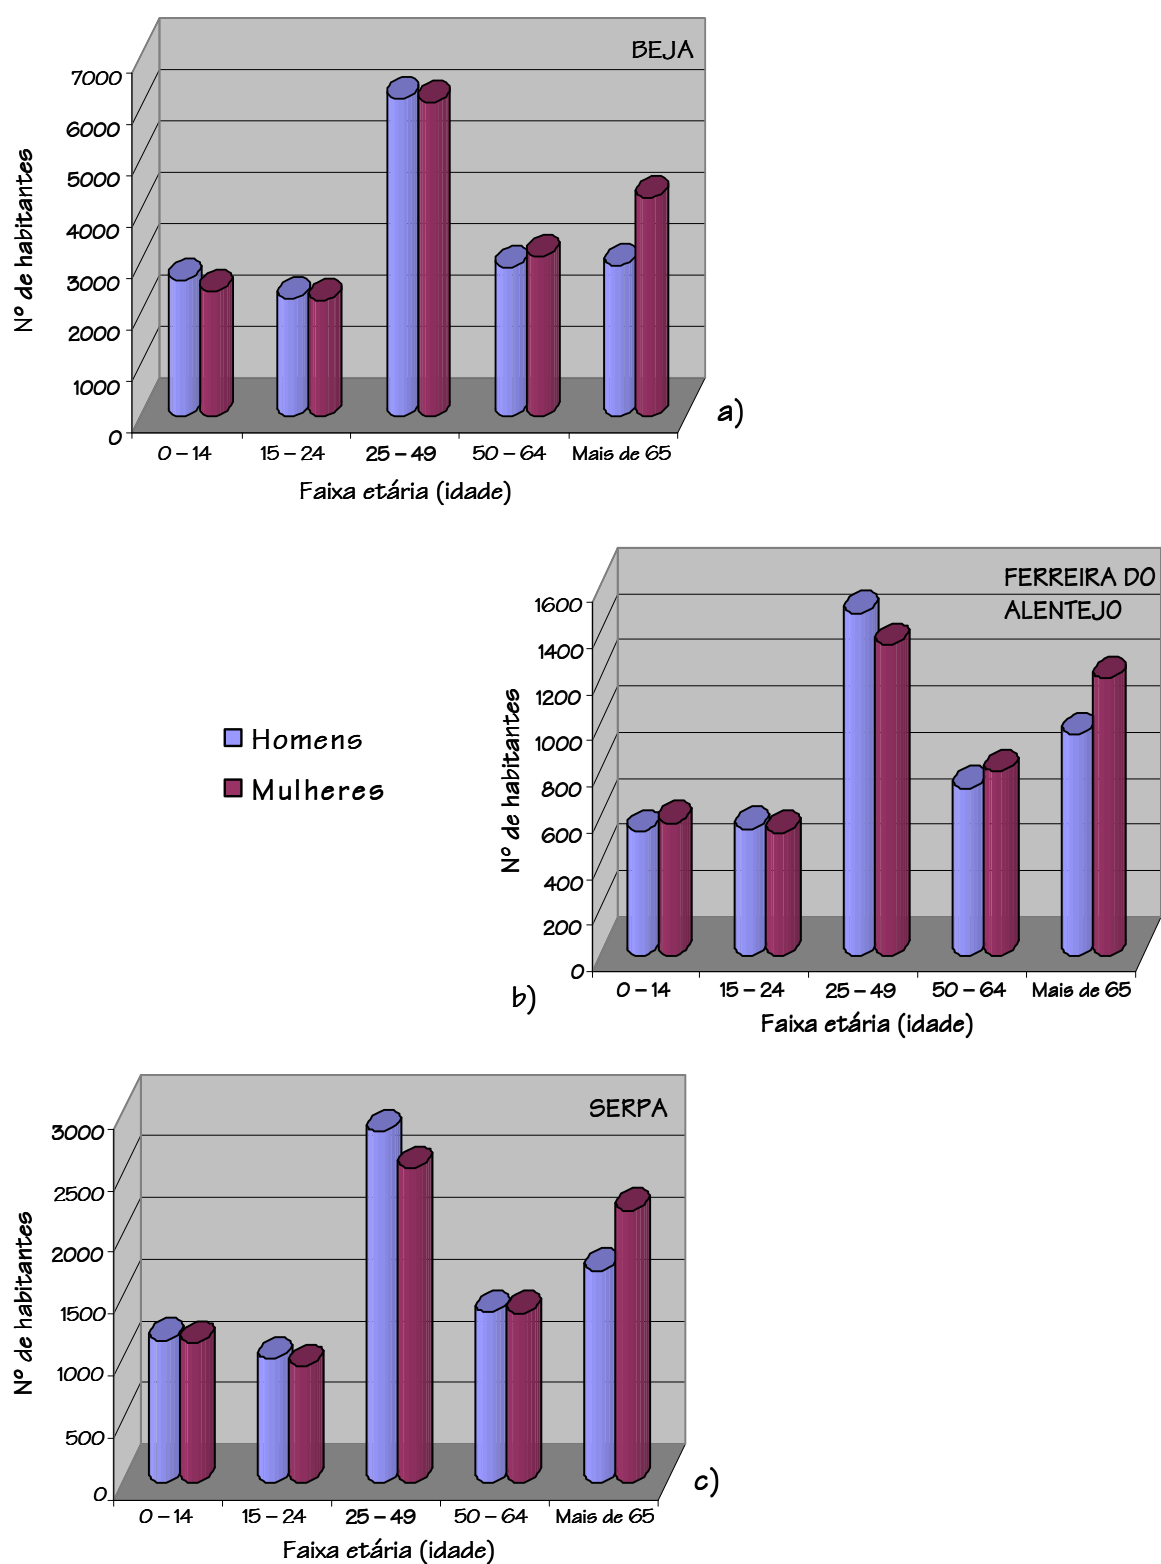 BEJA
7000
6000
5000
4000
3000
2000
1000
0
Nº de habitantes
0 – 14 15 – 24 25 – 49 50 – 64 Mais de 65
Faixa etária (idade)
a)
FERREIRA DO
ALENTEJO
1600
1400
1200
1000
800
600
400
200
0
Nº de habitantes
0 – 14 15 – 24 25 – 49 50 – 64 Mais de 65
Faixa etária (idade)
b)
Homens
Mulheres
SERPA
3000
2500
2000
1500
1000
500
0
Nº de habitantes
0 – 14 15 – 24 25 – 49 50 – 64 Mais de 65
Faixa etária (idade)
c)